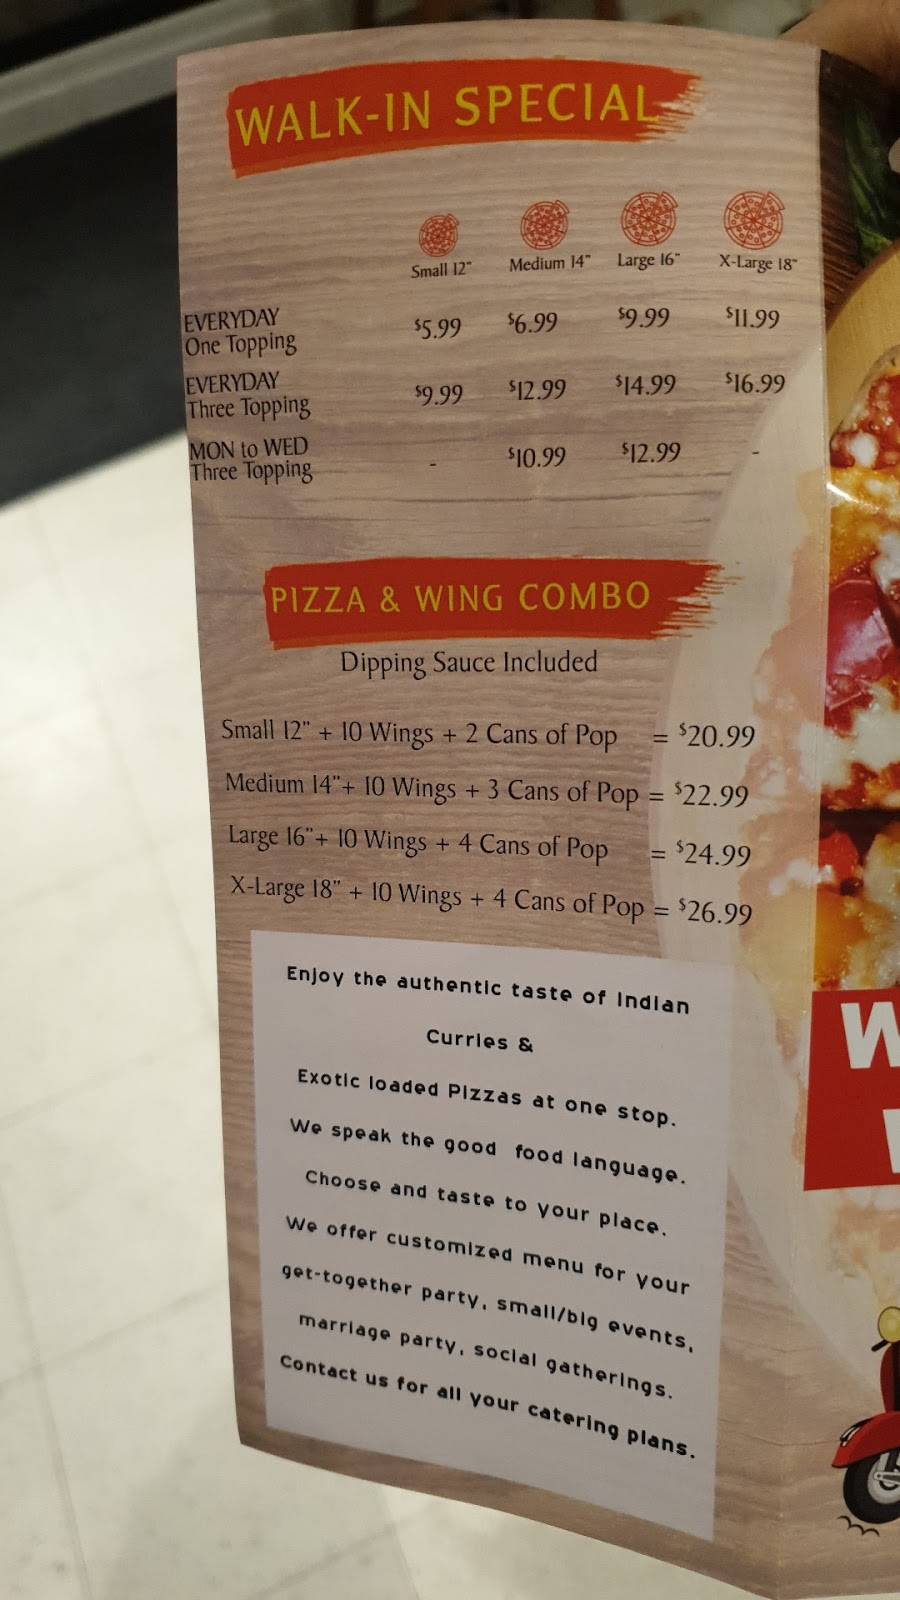 WALK-IN SPECIAL
Small 12" Medium 14" Large 16" X-Large 18"
EVERYDAY
One Topping $5.99 $6.99 $9.99 $11.99
EVERYDAY
Three Topping $9.99 $12.99 $14.99 $16.99
MON to WED
Three Topping - $10.99 $12.99 -
PIZZA & WING COMBO
Dipping Sauce Included
Small 12" + 10 Wings + 2 Cans of Pop = $20.99
Medium 14"+ 10 Wings + 3 Cans of Pop = $22.99
Large 16"+ 10 Wings + 4 Cans of Pop = $24.99
X-Large 18" + 10 Wings + 4 Cans of Pop = $26.99
Enjoy the authentic taste of Indian
Curries &
Exotic loaded Pizzas at one stop.
We speak the good food language.
Choose and taste to your place.
We offer customized menu for your
get-together party, small/big events,
marriage party, social gatherings.
Contact us for all your catering plans.